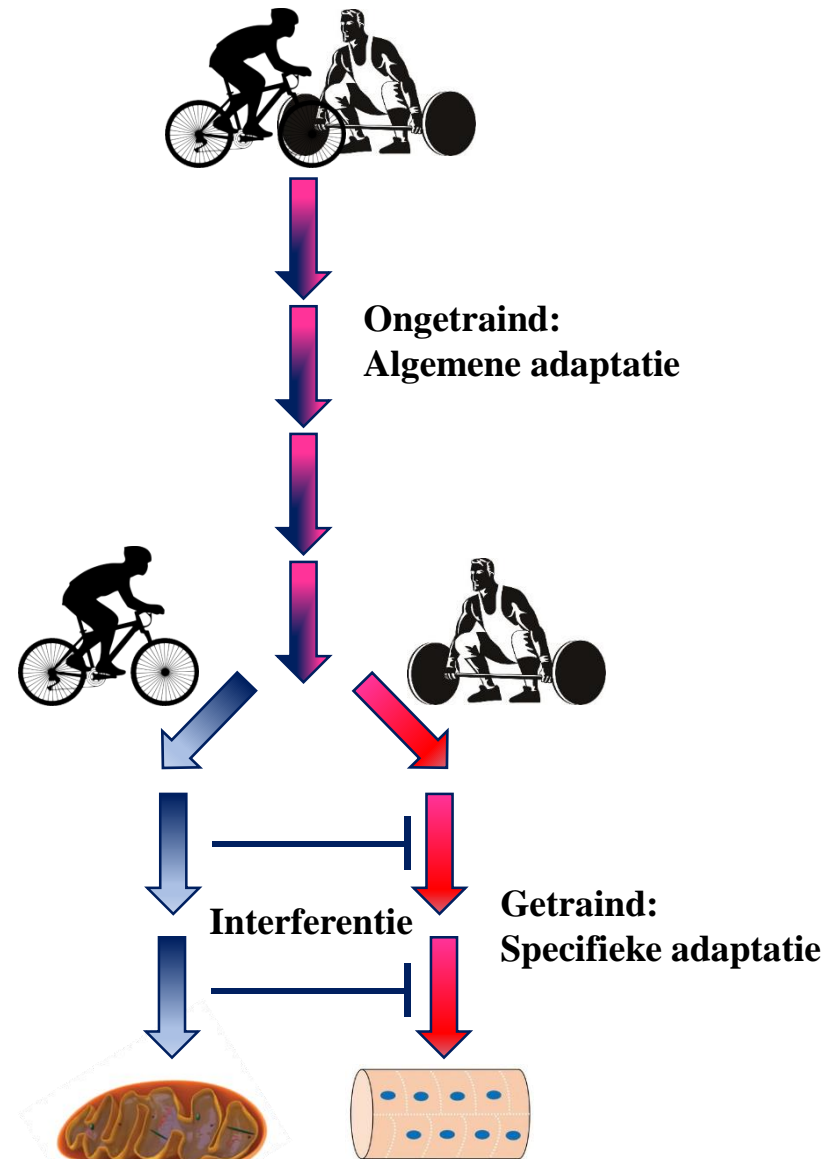 Ongetraind:
Algemene adaptatie
Interferentie
Getraind:
Specifieke adaptatie